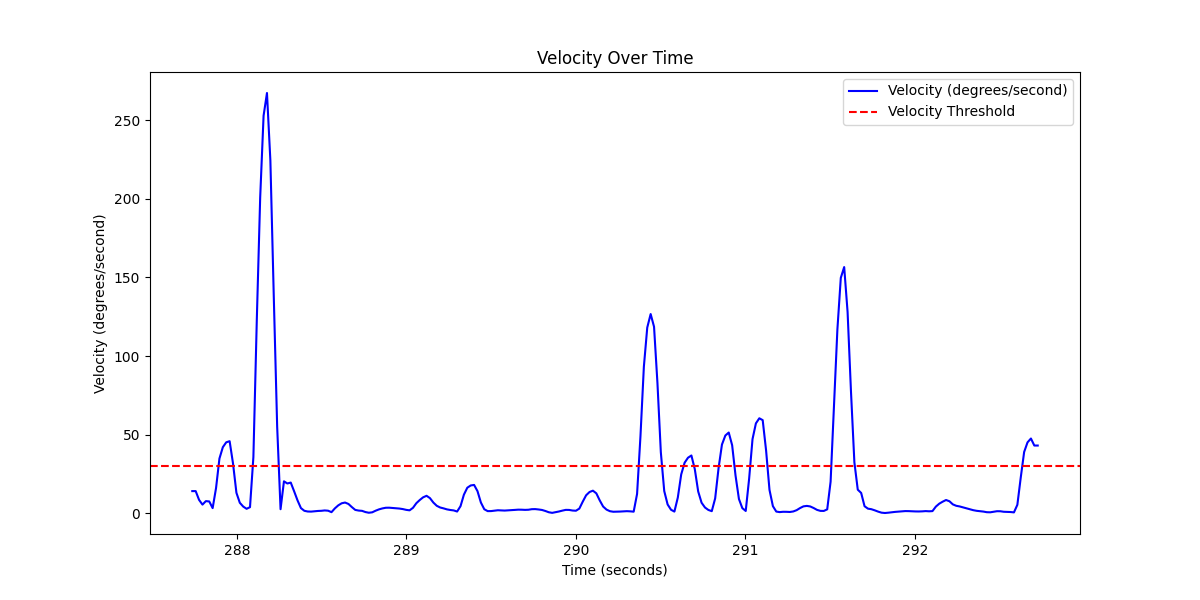 Velocity Over Time
Velocity (degrees/second)
Velocity Threshold
Velocity (degrees/second)
250
200
150
100
50
0
288
289
290
291
292
Time (seconds)